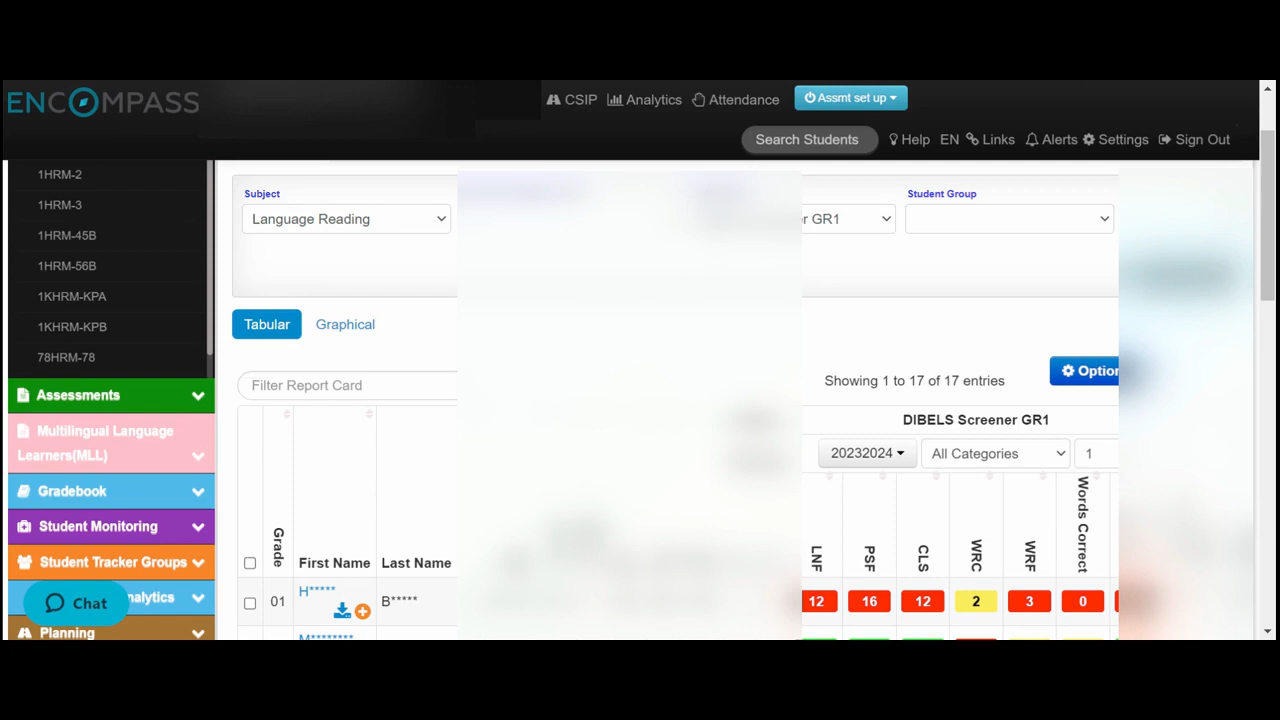 ENCOMPASS
CSIP Analytics Attendance Assmt set up
Search Students Help EN Links Alerts Settings Sign Out
1HRM-2
1HRM-3
1HRM-45B
1HRM-56B
1KHRM-KPA
1KHRM-KPB
78HRM-78
Assessments
Multilingual Language
Learners(MLL)
Gradebook
Student Monitoring
Student Tracker Groups
nalytics
Chat
Planning
Subject
Language Reading
r GR1
Student Group
Tabular Graphical
Filter Report Card
Showing 1 to 17 of 17 entries
Option
DIBELS Screener GR1
20232024 All Categories 1
Grade First Name Last Name LNF PSF CLS WRC WRF Words Correct
01 H***** B***** 12 16 12 2 3 0
M********